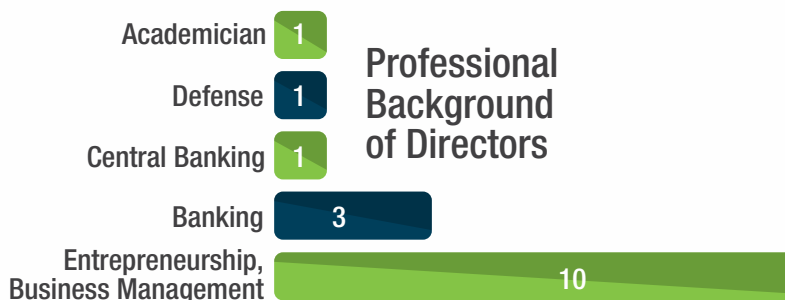 Academician 1
Defense 1
Central Banking 1
Professional
Background
of Directors
Banking 3
Entrepreneurship,
Business Management 10